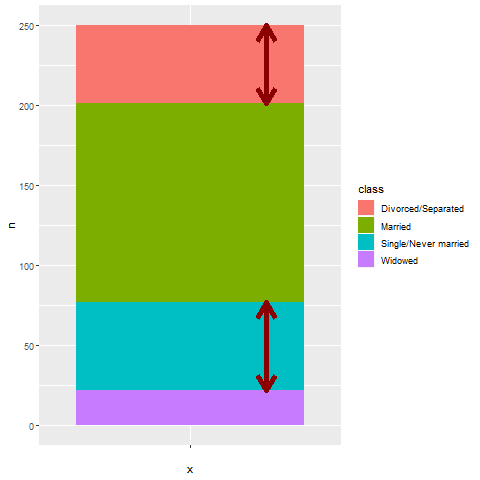 250
200
150
100
50
0
n
x
class
Divorced/Separated
Married
Single/Never married
Widowed